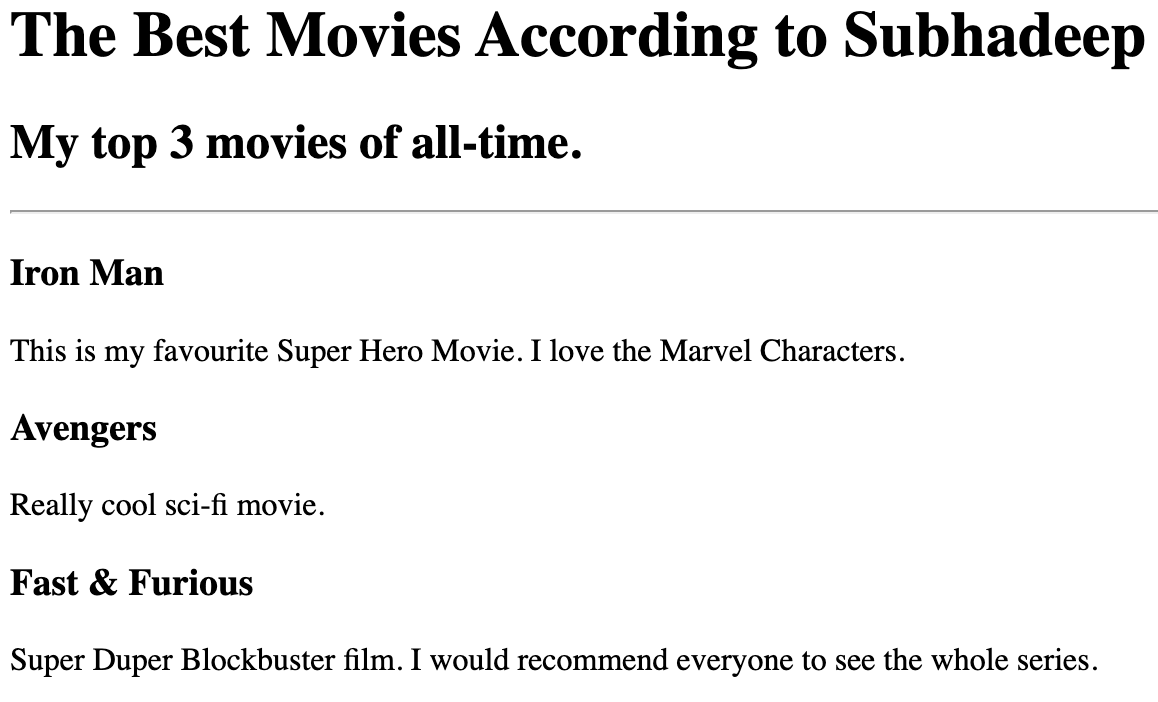 The Best Movies According to Subhadeep
My top 3 movies of all-time.
Iron Man
This is my favourite Super Hero Movie. I love the Marvel Characters.
Avengers
Really cool sci-fi movie.
Fast & Furious
Super Duper Blockbuster film. I would recommend everyone to see the whole series.